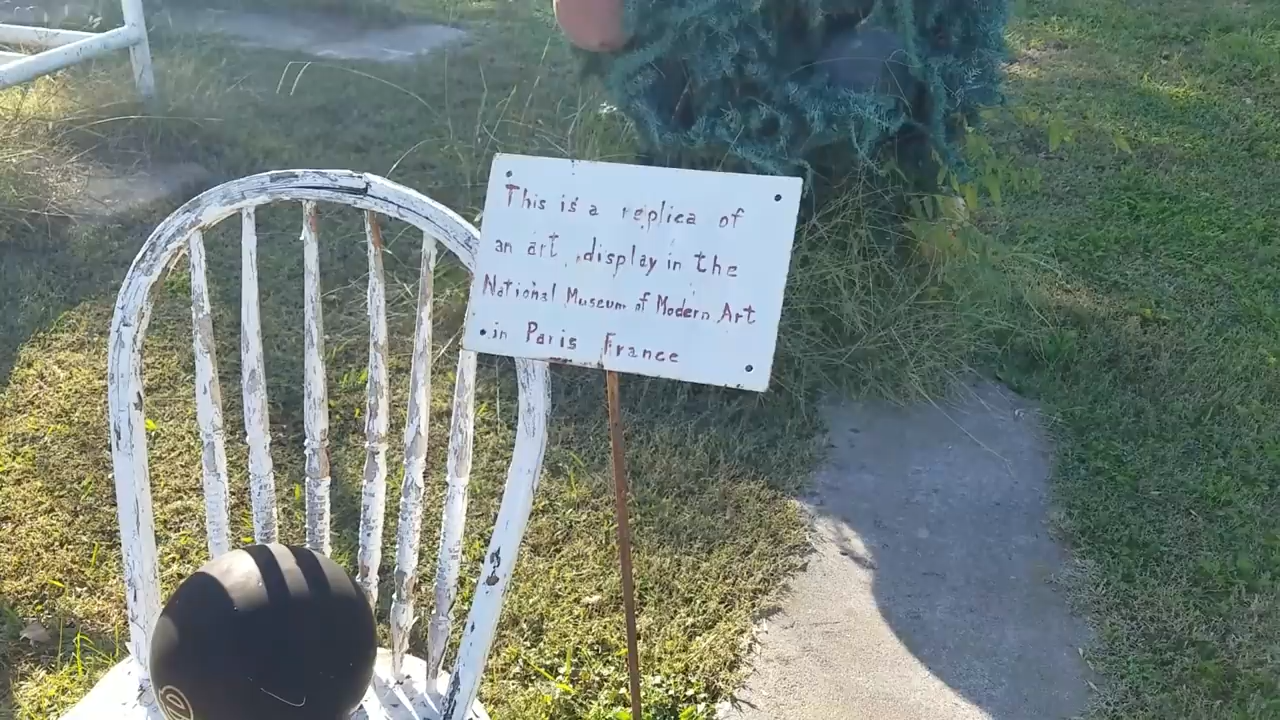 This is a replica of
an art display in the
National Museum of Modern Art
in Paris France